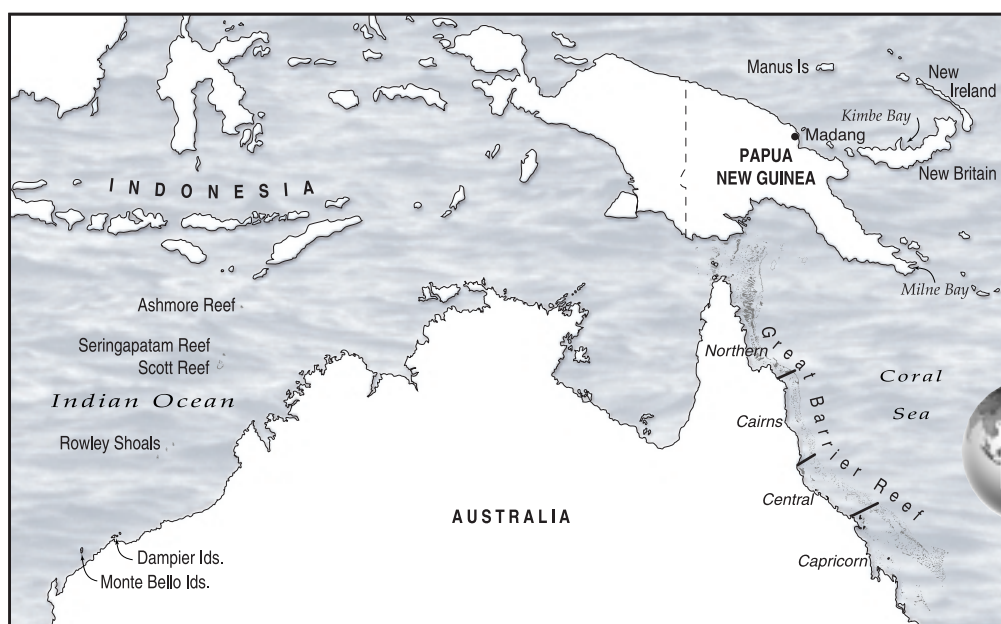 Manus Is
New
Ireland
Kimbe Bay
Madang
PAPUA
NEW GUINEA
New Britain
INDONESIA
Milne Bay
Ashmore Reef
Seringapatam Reef
Scott Reef
Indian Ocean
Rowley Shoals
Northern
Great Barrier Reef
Coral
Sea
Cairns
Central
AUSTRALIA
Capricorn
Dampier Ids.
Monte Bello Ids.